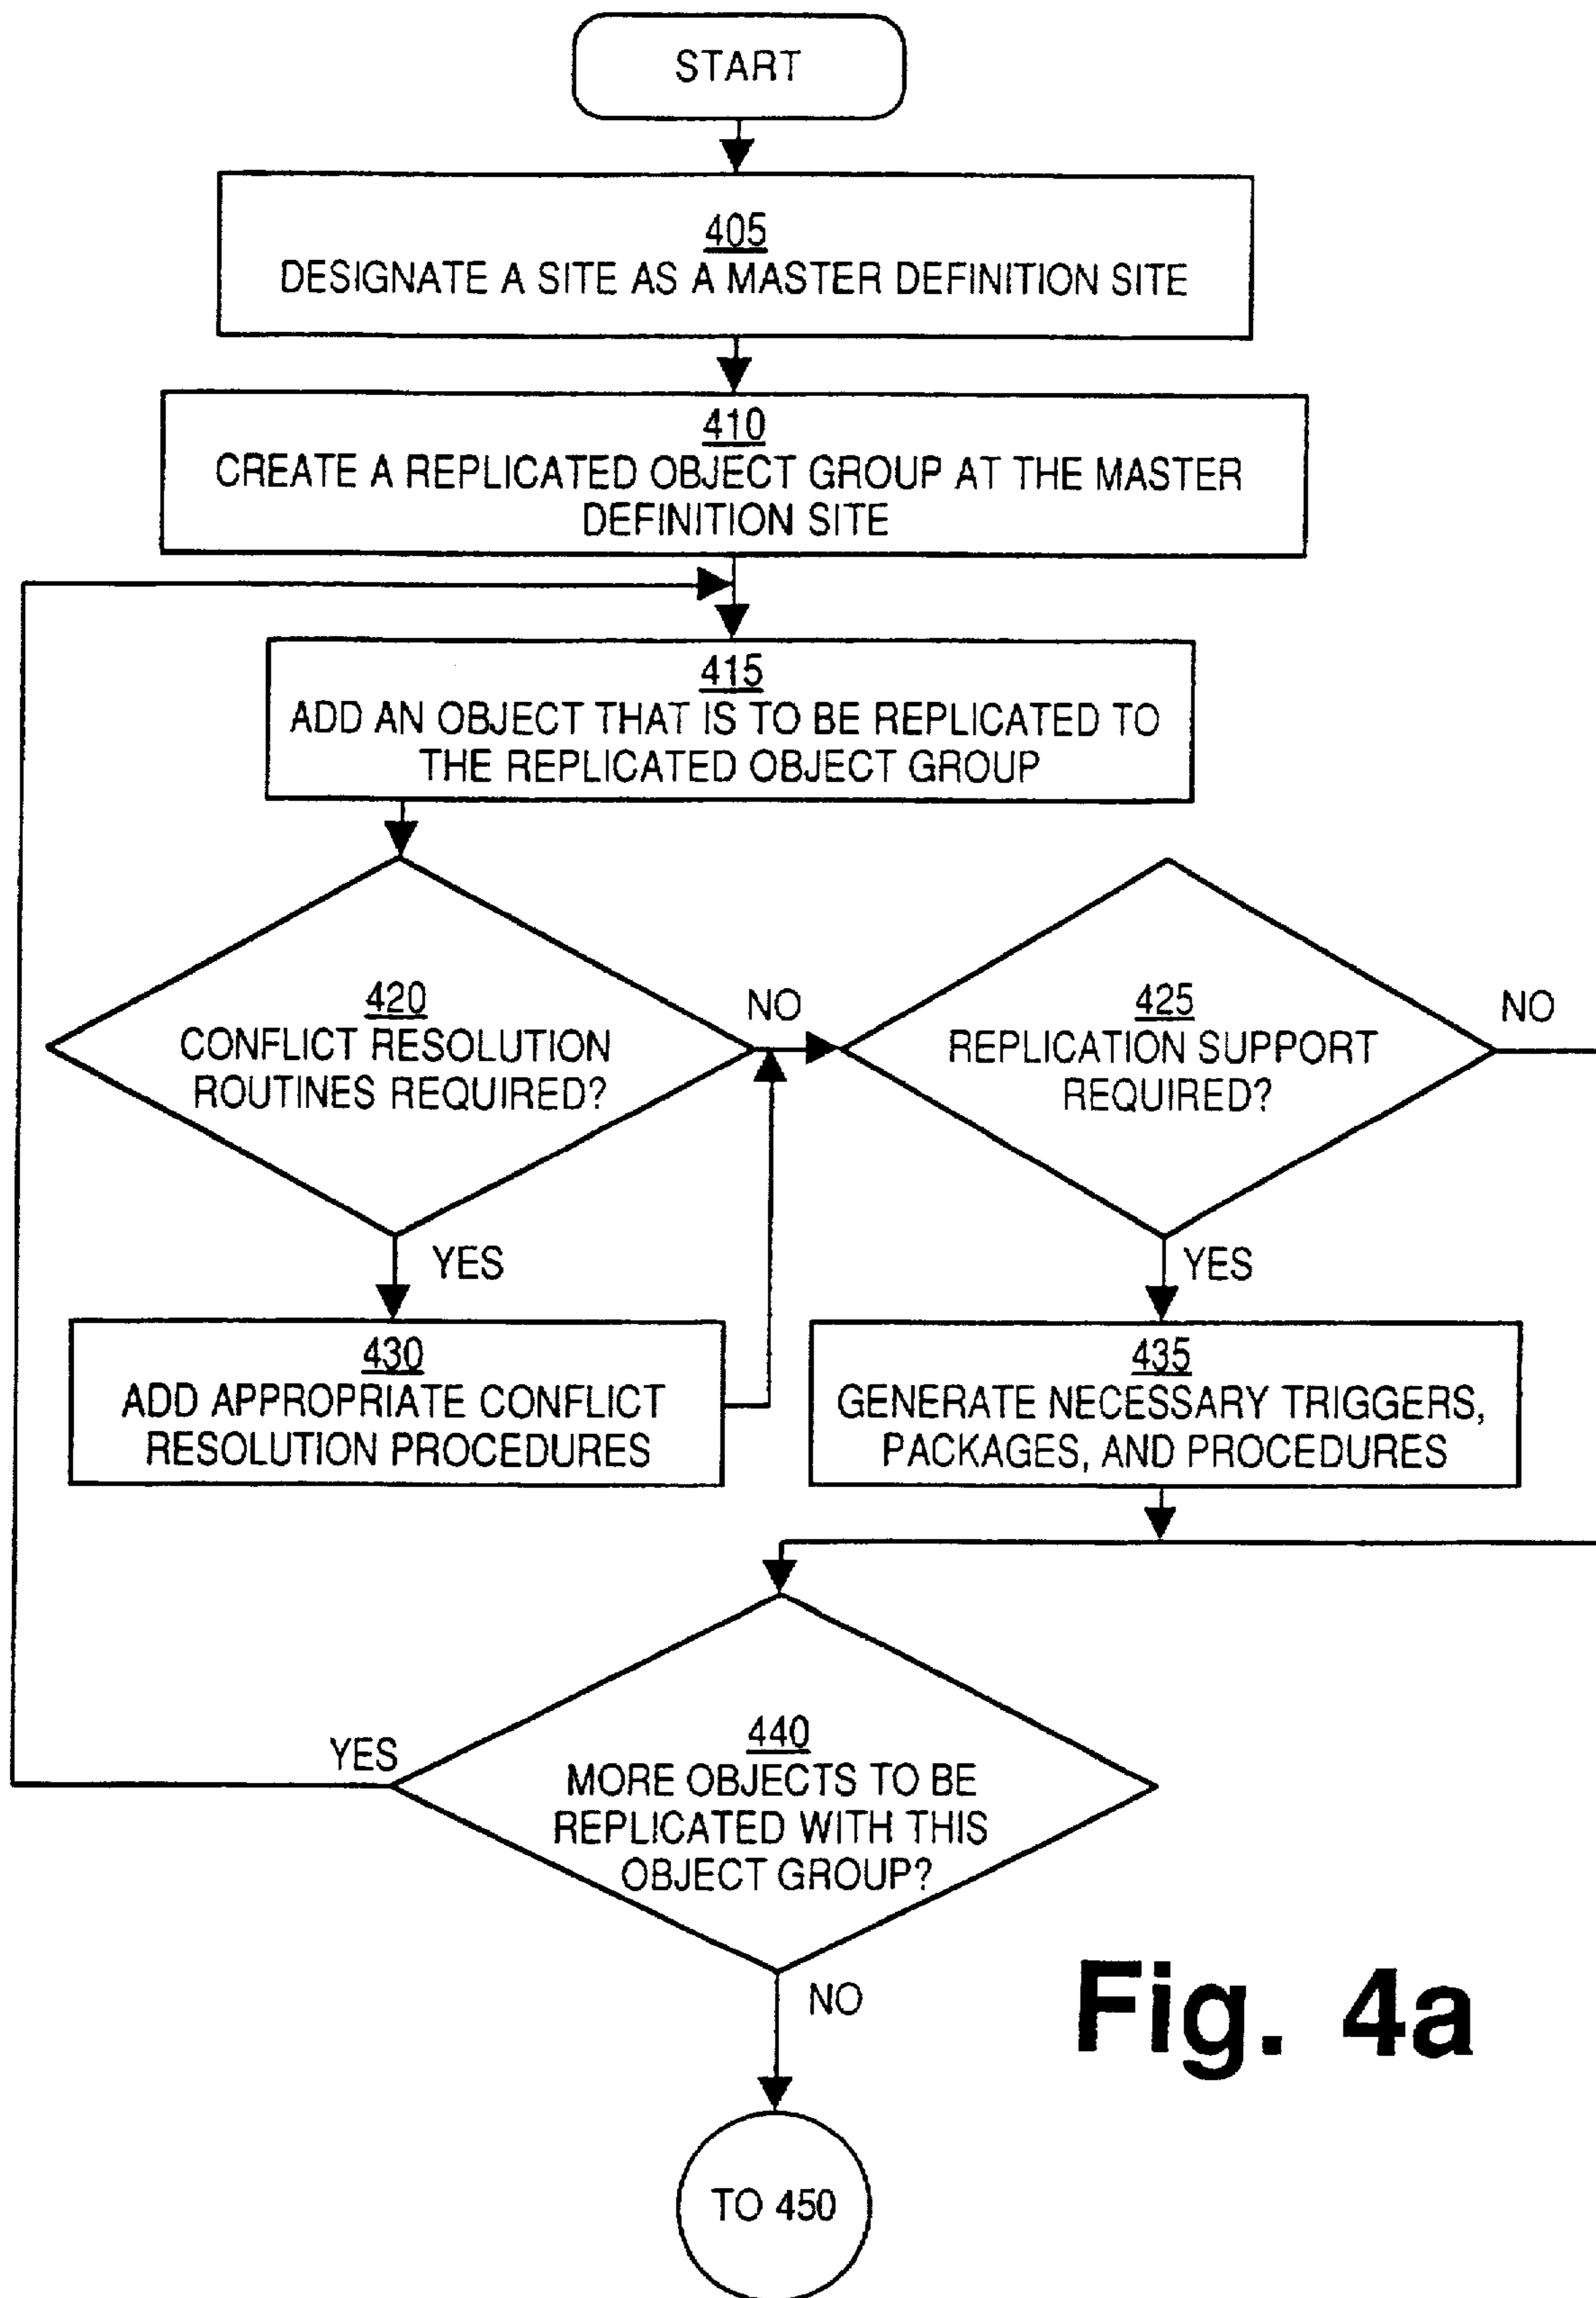 START
405
DESIGNATE A SITE AS A MASTER DEFINITION SITE
410
CREATE A REPLICATED OBJECT GROUP AT THE MASTER
DEFINITION SITE
415
ADD AN OBJECT THAT IS TO BE REPLICATED TO
THE REPLICATED OBJECT GROUP
420
CONFLICT RESOLUTION
ROUTINES REQUIRED?
NO
425
REPLICATION SUPPORT
REQUIRED?
NO
YES
YES
430
ADD APPROPRIATE CONFLICT
RESOLUTION PROCEDURES
435
GENERATE NECESSARY TRIGGERS,
PACKAGES, AND PROCEDURES
YES
440
MORE OBJECTS TO BE
REPLICATED WITH THIS
OBJECT GROUP?
NO
Fig. 4a
TO 450